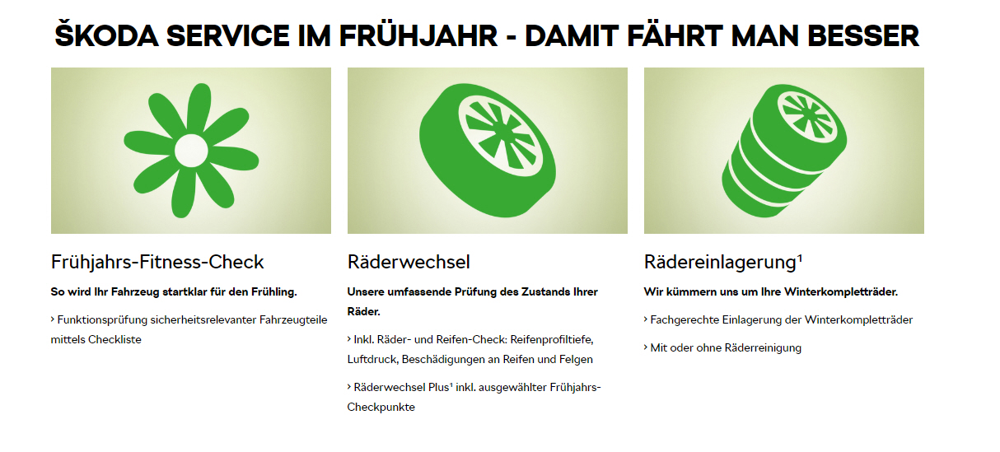 ŠKODA SERVICE IM FRÜHJAHR - DAMIT FÄHRT MAN BESSER
Frühjahrs-Fitness-Check
So wird Ihr Fahrzeug startklar für den Frühling.
› Funktionsprüfung sicherheitsrelevanter Fahrzeugteile
mittels Checkliste
Räderwechsel
Unsere umfassende Prüfung des Zustands Ihrer
Räder.
› Inkl. Räder- und Reifen-Check: Reifenprofiltiefe,
Luftdruck, Beschädigungen an Reifen und Felgen
› Räderwechsel Plus¹ inkl. ausgewählter Frühjahrs-
Checkpunkte
Rädereinlagerung¹
Wir kümmern uns um Ihre Winterkompletträder.
› Fachgerechte Einlagerung der Winterkompletträder
› Mit oder ohne Räderreinigung